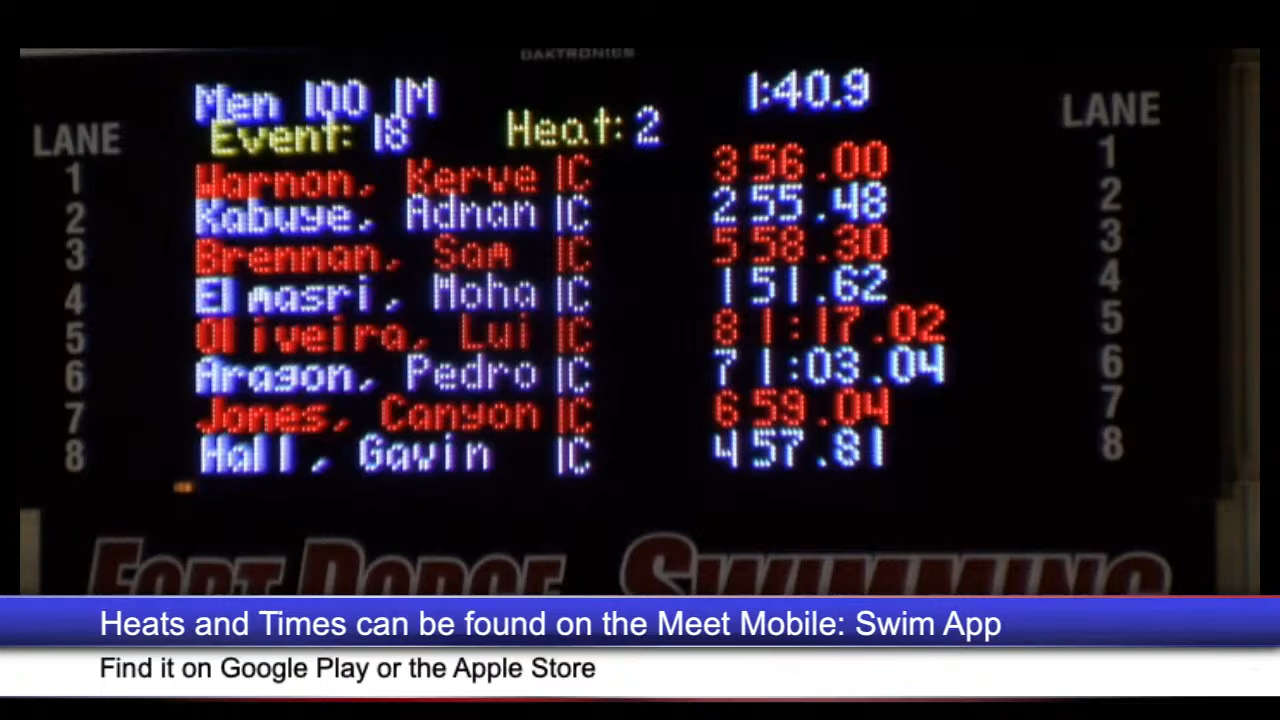 DAKTRONICS
Men 100 IM 1:40.9
Event: 18 Heat: 2
LANE LANE
1 Warnon, Kerve IC 3 56.00 1
2 Kabuye, Adnan IC 2 55.48 2
3 Brennan, Sam IC 5 58.30 3
4 Elmasri, Moha IC 1 51.62 4
5 Oliveira, Lui IC 8 1:17.02 5
6 Aragon, Pedro IC 7 1:03.04 6
7 Jones, Canyon IC 6 59.04 7
8 Hall, Gavin IC 4 57.81 8
FORT DODGE SWIMMING
Heats and Times can be found on the Meet Mobile: Swim App
Find it on Google Play or the Apple Store